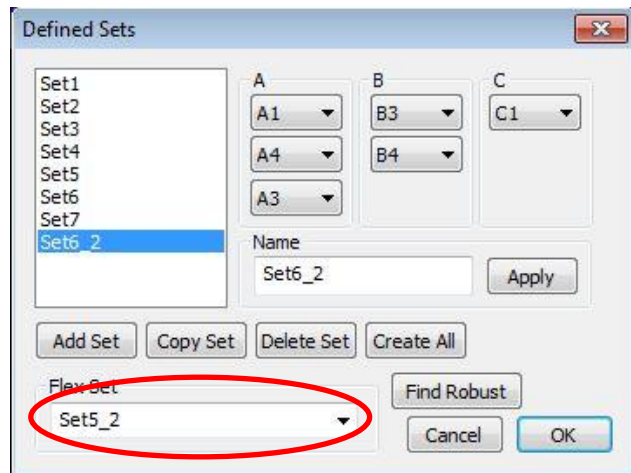 Defined Sets
Set1
Set2
Set3
Set4
Set5
Set6
Set7
Set6_2
A
A1
A4
A3
B
B3
B4
C
C1
Name
Set6_2
Apply
Add Set
Copy Set
Delete Set
Create All
Flex Set
Set5_2
Find Robust
Cancel
OK